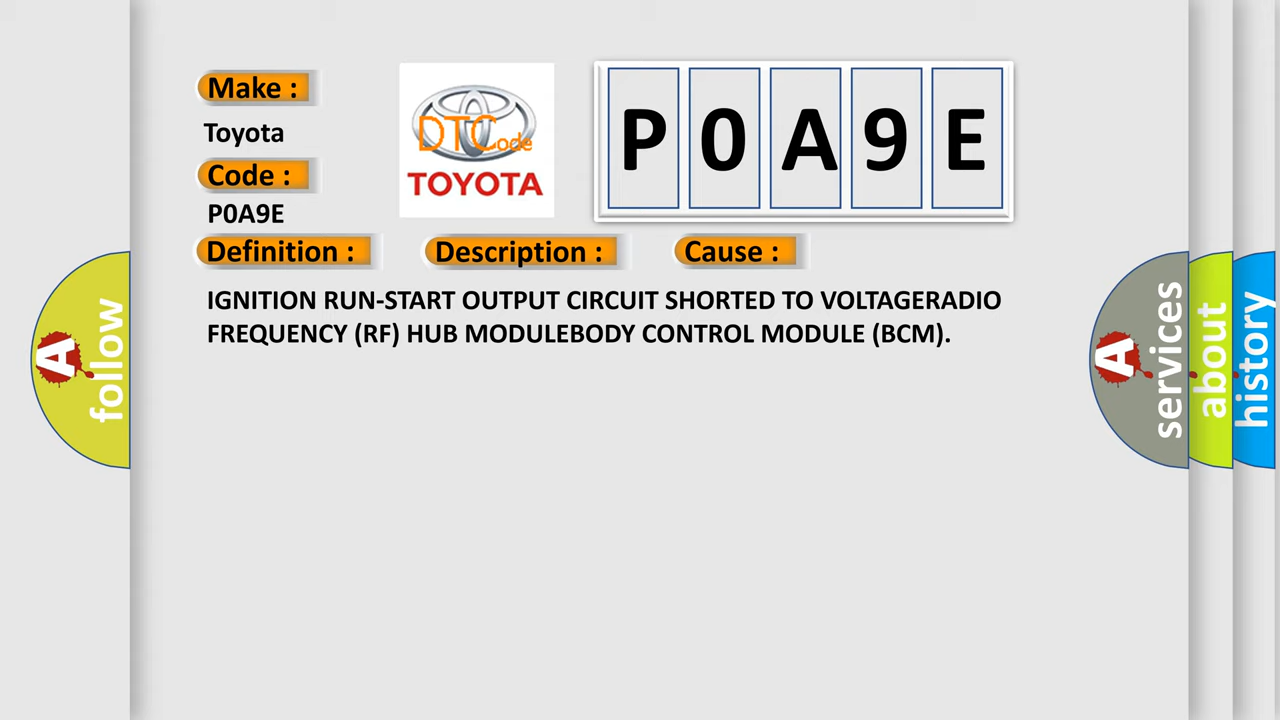 Make :
Toyota
Code :
P0A9E
DTCode
TOYOTA
P 0 A 9 E
Definition :
Description :
Cause :
IGNITION RUN-START OUTPUT CIRCUIT SHORTED TO VOLTAGERADIO
FREQUENCY (RF) HUB MODULEBODY CONTROL MODULE (BCM).
A
follow
A
services
about
history